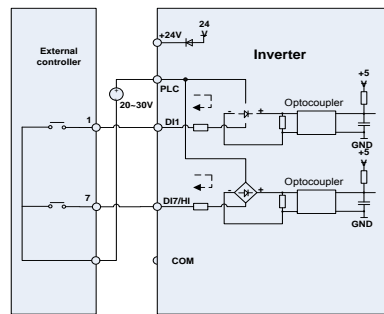 24
+24V
External
controller
Inverter
PLC
+5
20~30V
+
-
+
Optocoupler
1
DI1
GND
+5
Optocoupler
-
+
7
DI7/HI
GND
COM